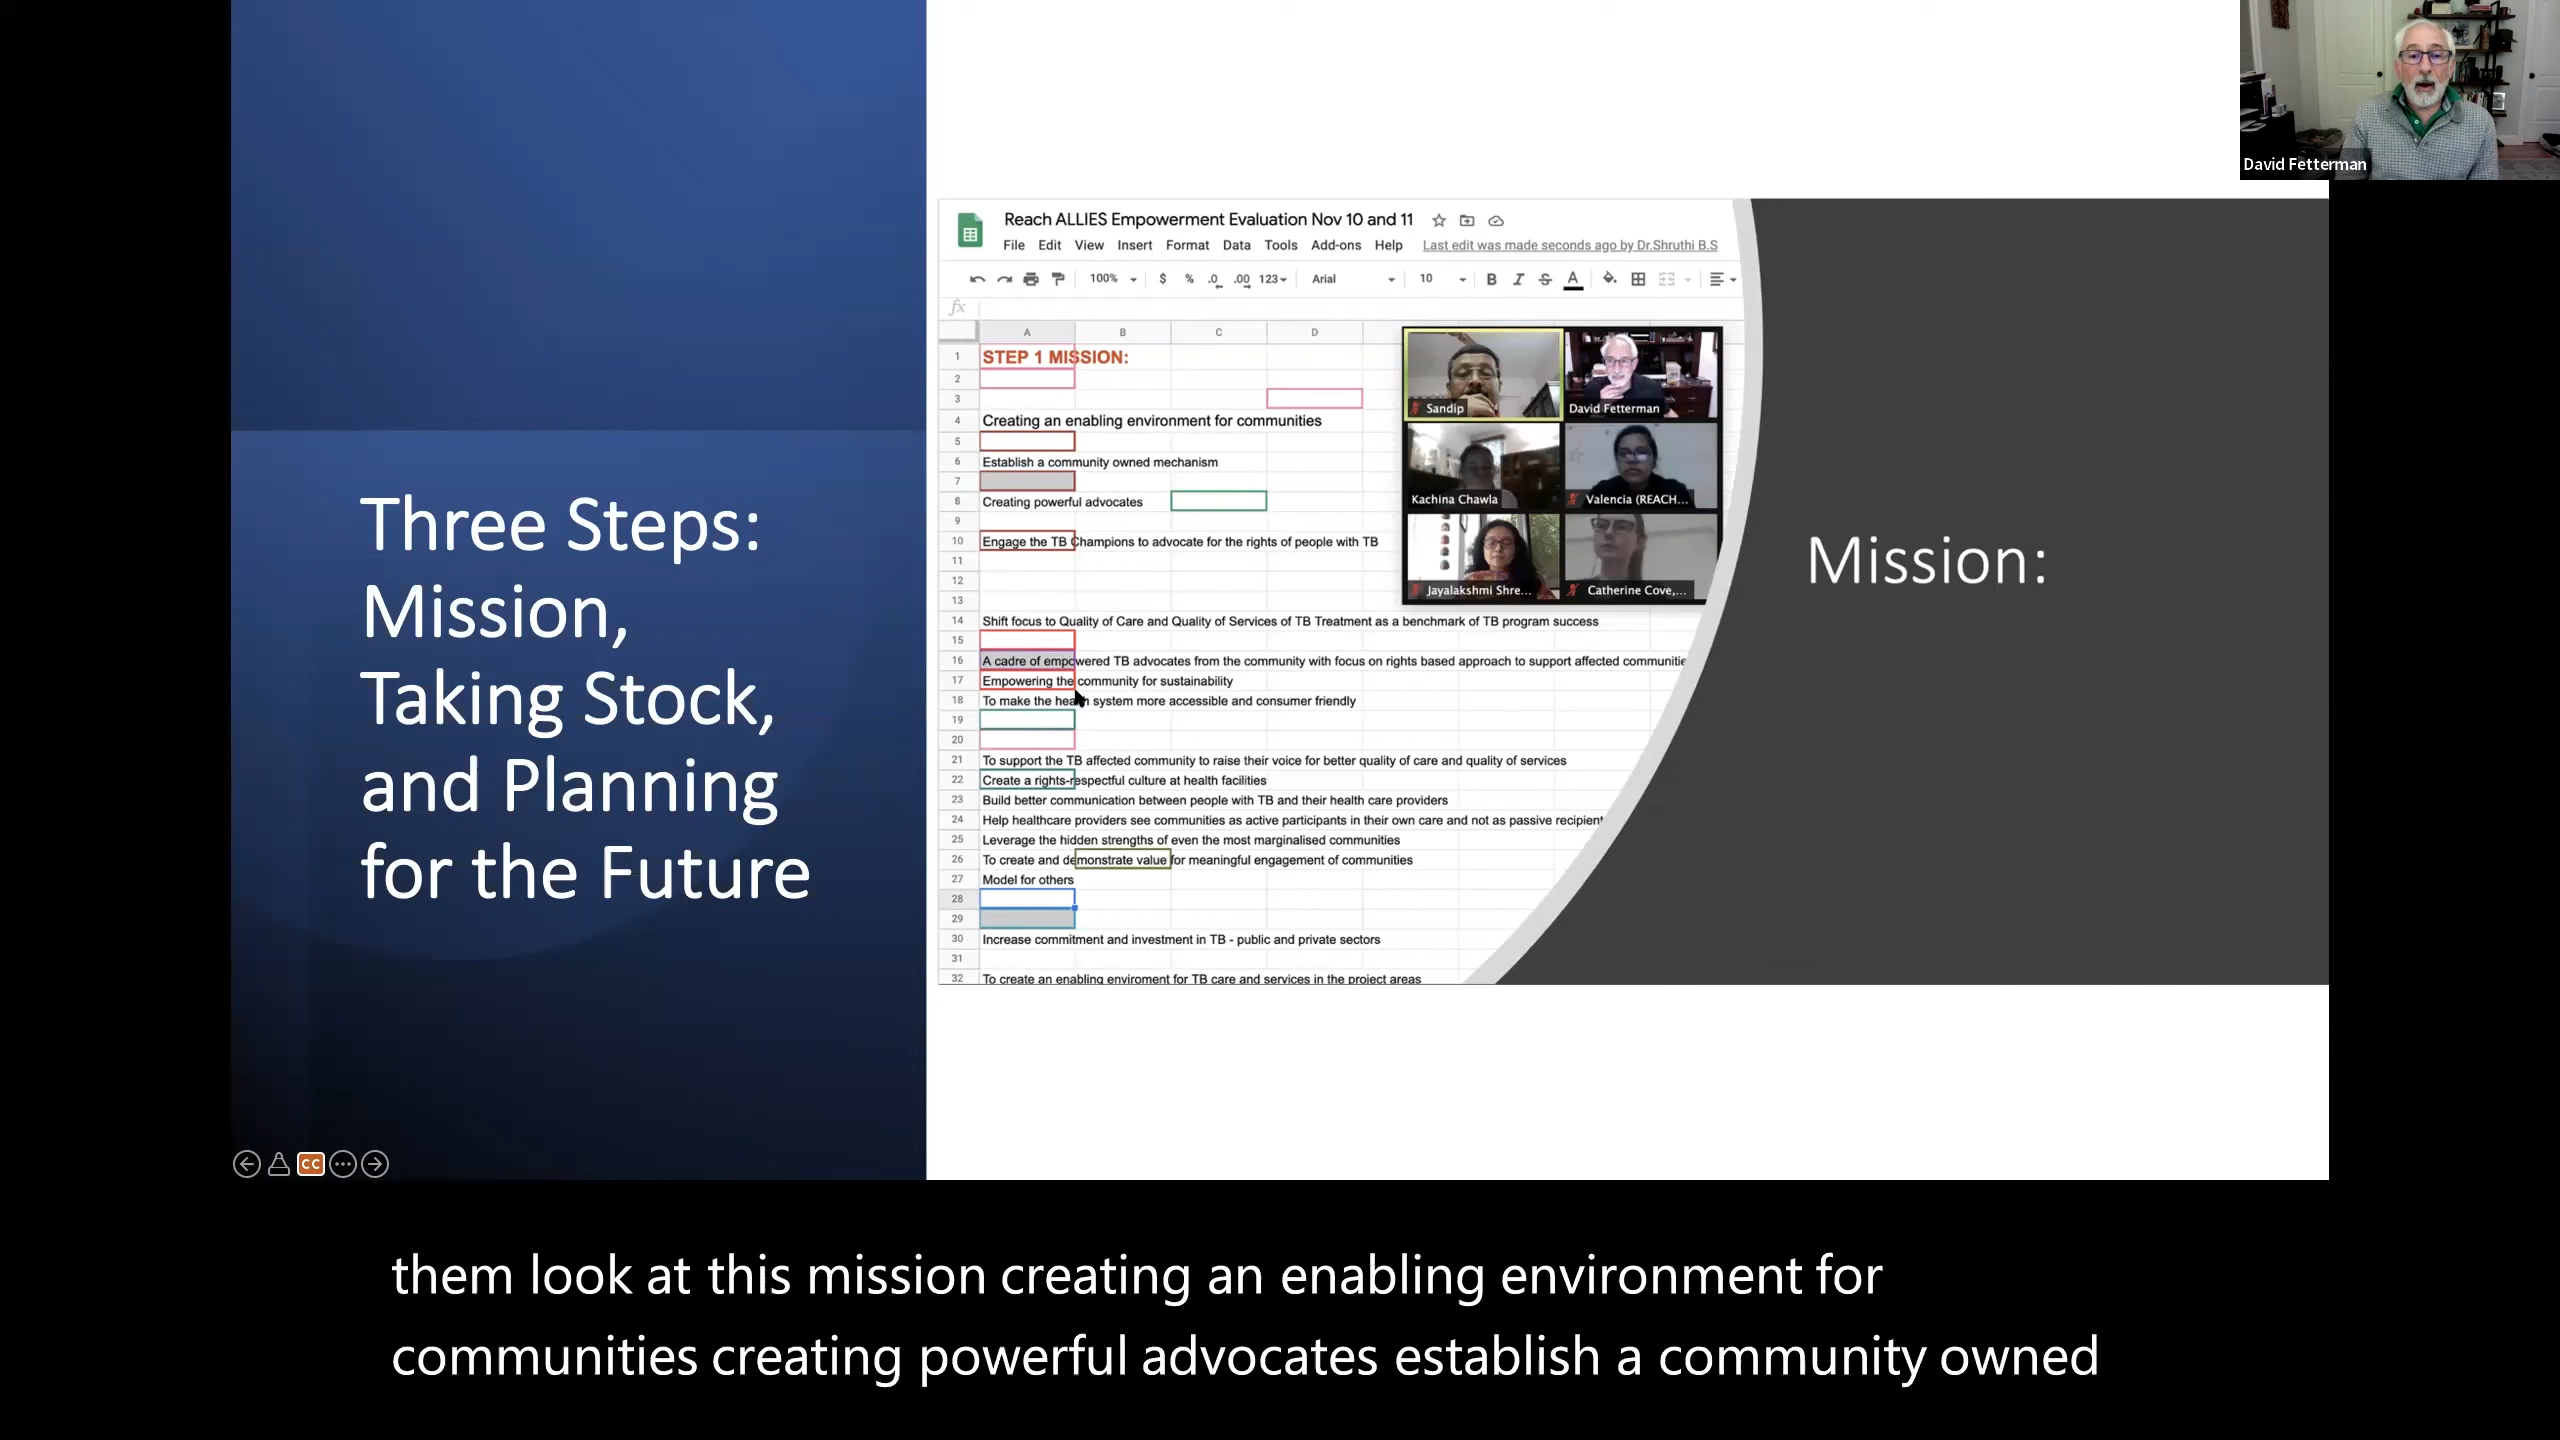 David Fetterman
Three Steps:
Mission,
Taking Stock,
and Planning
for the Future
Reach ALLIES Empowerment Evaluation Nov 10 and 11
File Edit View Insert Format Data Tools Add-ons Help Last edit was made seconds ago by Dr.Shruthi B.S
100% $ % .0 .00 123 Arial 10 B I S A
fx
A B C D
1 STEP 1 MISSION:
2
3
4 Creating an enabling environment for communities
5
6 Establish a community owned mechanism
7
8 Creating powerful advocates
9
10 Engage the TB Champions to advocate for the rights of people with TB
11
12
13
14 Shift focus to Quality of Care and Quality of Services of TB Treatment as a benchmark of TB program success
15
16 A cadre of empowered TB advocates from the community with focus on rights based approach to support affected communitie
17 Empowering the community for sustainability
18 To make the health system more accessible and consumer friendly
19
20
21 To support the TB affected community to raise their voice for better quality of care and quality of services
22 Create a rights-respectful culture at health facilities
23 Build better communication between people with TB and their health care providers
24 Help healthcare providers see communities as active participants in their own care and not as passive recipient
25 Leverage the hidden strengths of even the most marginalised communities
26 To create and demonstrate value for meaningful engagement of communities
27 Model for others
28
29
30 Increase commitment and investment in TB - public and private sectors
31
32 To create an enabling enviroment for TB care and services in the project areas
Sandip
David Fetterman
Kachina Chawla
Valencia (REACH...
Jayalakshmi Shre...
Catherine Cove,...
Mission:
CC
them look at this mission creating an enabling environment for
communities creating powerful advocates establish a community owned